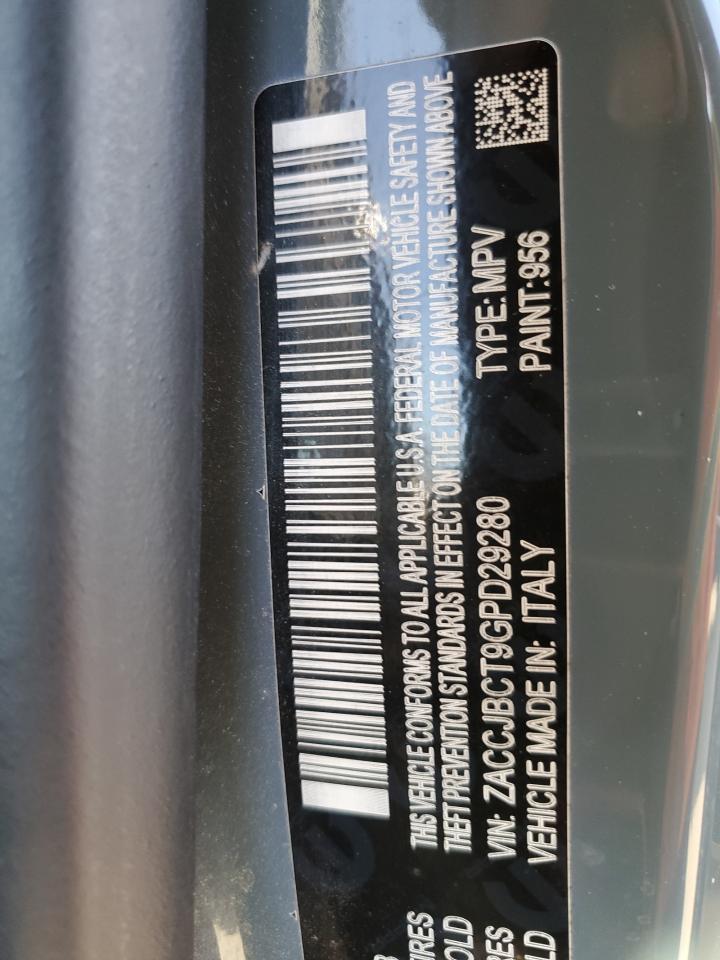 THIS VEHICLE CONFORMS TO ALL APPLICABLE U.S.A. FEDERAL MOTOR VEHICLE SAFETY AND
THEFT PREVENTION STANDARDS IN EFFECT ON THE DATE OF MANUFACTURE SHOWN ABOVE
VIN: ZACCJBCT9GPD29280 TYPE: MPV
VEHICLE MADE IN: ITALY PAINT:956